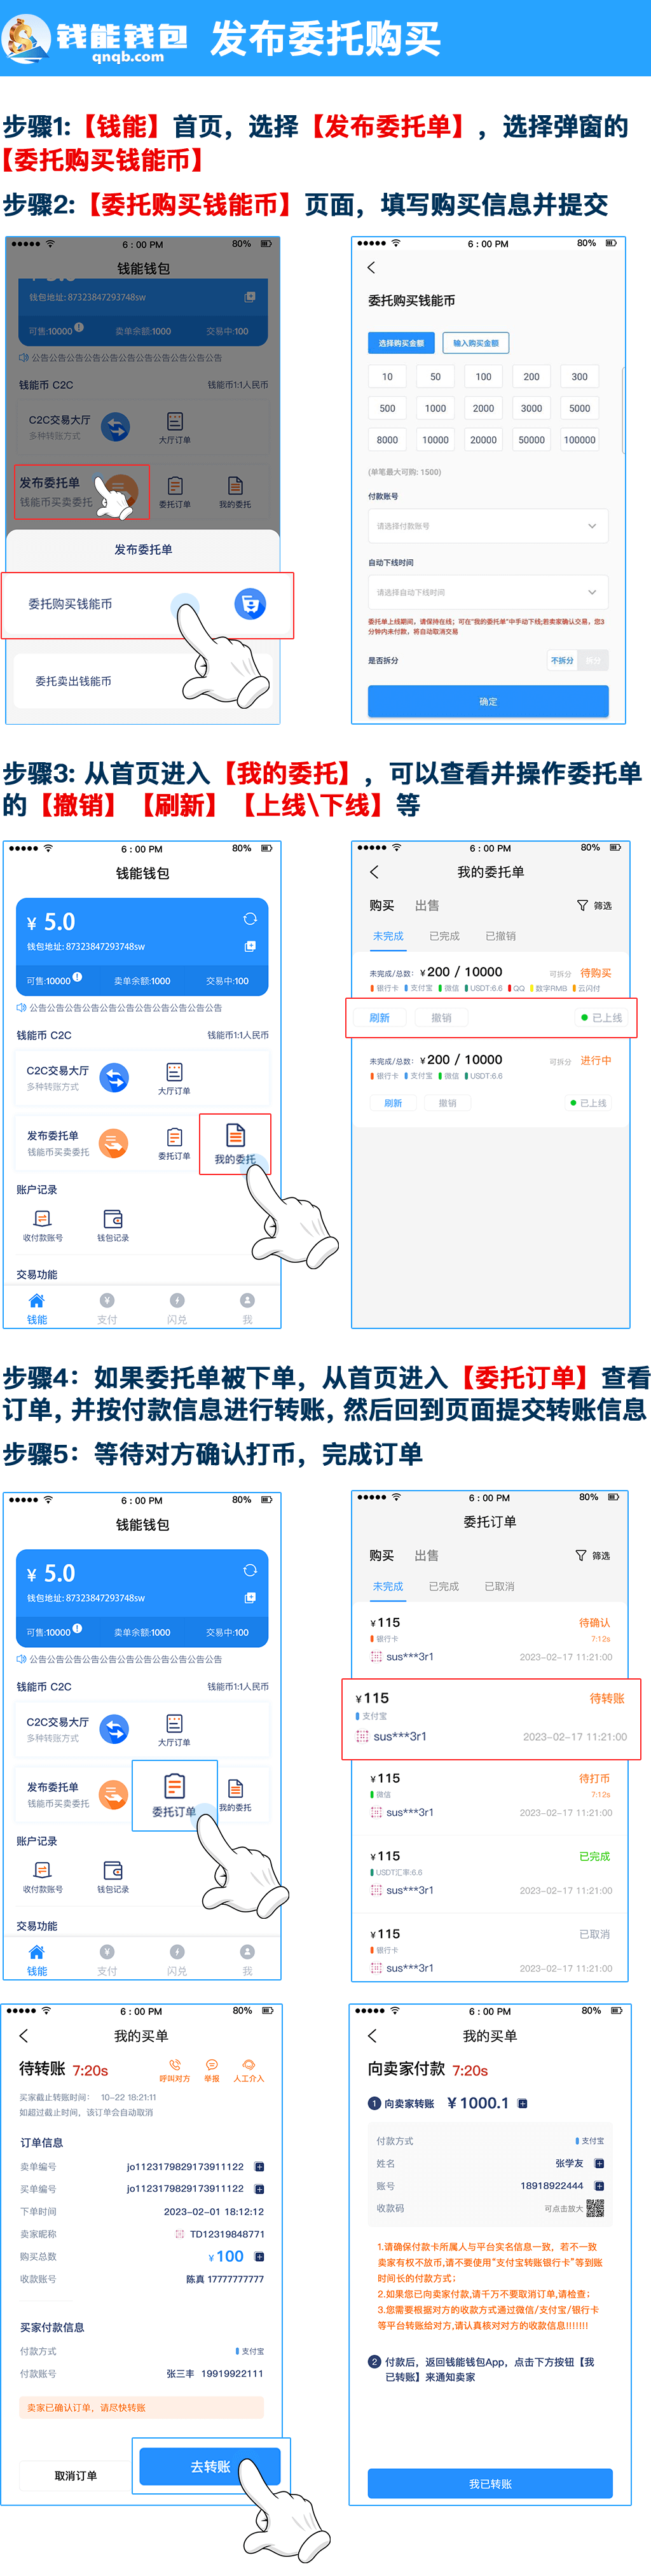 钱能钱包
qnqb.com
发布委托购买
步骤1:【钱能】首页，选择【发布委托单】，选择弹窗的
【委托购买钱能币】
步骤2:【委托购买钱能币】页面，填写购买信息并提交
6 : 00 PM
80%
钱能钱包
钱包地址: 87323847293748sw
可售:10000 卖单余额:1000 交易中:100
公告公告公告公告公告公告公告公告公告公告公告
钱能币 C2C 钱能币1:1人民币
C2C交易大厅
多种转账方式
大厅订单
发布委托单
钱能币买卖委托
委托订单
我的委托
发布委托单
委托购买钱能币
委托卖出钱能币
6 : 00 PM
80%
委托购买钱能币
选择购买金额 输入购买金额
10 50 100 200 300
500 1000 2000 3000 5000
8000 10000 20000 50000 100000
(单笔最大可购: 1500)
付款账号
请选择付款账号
自动下线时间
请选择自动下线时间
委托单上线期间，请保持在线；可在"我的委托单"中手动下线;若卖家确认交易，您3
分钟内未付款，将自动取消交易
是否拆分 不拆分 拆分
确定
步骤3: 从首页进入【我的委托】，可以查看并操作委托单
的【撤销】【刷新】【上线\下线】等
6 : 00 PM
80%
钱能钱包
¥ 5.0
钱包地址: 87323847293748sw
可售:10000 卖单余额:1000 交易中:100
公告公告公告公告公告公告公告公告公告公告公告
钱能币 C2C 钱能币1:1人民币
C2C交易大厅
多种转账方式
大厅订单
发布委托单
钱能币买卖委托
委托订单
我的委托
账户记录
收付款账号 钱包记录
交易功能
钱能 支付 闪兑 我
6 : 00 PM
80%
我的委托单
购买 出售 筛选
未完成 已完成 已撤销
未完成/总数: ¥200 / 10000 可拆分 待购买
银行卡 支付宝 微信 USDT:6.6 QQ 数字RMB 云闪付
刷新 撤销 已上线
未完成/总数: ¥200 / 10000 可拆分 进行中
银行卡 支付宝 微信 USDT:6.6
刷新 撤销 已上线
步骤4：如果委托单被下单，从首页进入【委托订单】查看
订单, 并按付款信息进行转账, 然后回到页面提交转账信息
步骤5：等待对方确认打币，完成订单
6 : 00 PM
80%
钱能钱包
¥ 5.0
钱包地址: 87323847293748sw
可售:10000 卖单余额:1000 交易中:100
公告公告公告公告公告公告公告公告公告公告公告
钱能币 C2C 钱能币1:1人民币
C2C交易大厅
多种转账方式
大厅订单
发布委托单
钱能币买卖委托
委托订单
我的委托
账户记录
收付款账号 钱包记录
交易功能
钱能 支付 闪兑 我
6 : 00 PM
80%
委托订单
购买 出售 筛选
未完成 已完成 已取消
¥115 待确认
银行卡 7:12s
sus***3r1 2023-02-17 11:21:00
¥115 待转账
支付宝
sus***3r1 2023-02-17 11:21:00
¥115 待打币
微信 7:12s
sus***3r1 2023-02-17 11:21:00
¥115 已完成
USDT汇率:6.6
sus***3r1 2023-02-17 11:21:00
¥115 已取消
银行卡
sus***3r1 2023-02-17 11:21:00
6 : 00 PM
80%
我的买单
待转账 7:20s
呼叫对方 举报 人工介入
买家截止转账时间： 10-22 18:21:11
如超过截止时间，该订单会自动取消
订单信息
卖单编号 jo1123179829173911122
买单编号 jo1123179829173911122
下单时间 2023-02-01 18:12:12
卖家昵称 TD12319848771
购买总数 ¥100
收款账号 陈真 17777777777
买家付款信息
付款方式 支付宝
付款账号 张三丰 19919922111
卖家已确认订单，请尽快转账
取消订单 去转账
6 : 00 PM
80%
我的买单
向卖家付款 7:20s
1 向卖家转账 ¥1000.1
付款方式 支付宝
姓名 张学友
账号 18918922444
收款码 可点击放大
1.请确保付款卡所属人与平台实名信息一致，若不一致
卖家有权不放币,请不要使用"支付宝转账银行卡"等到账
时间长的付款方式；
2.如果您已向卖家付款,请千万不要取消订单,请检查；
3.您需要根据对方的收款方式通过微信/支付宝/银行卡
等平台转账给对方,请认真核对对方的收款信息!!!!!!!
2 付款后，返回钱能钱包App，点击下方按钮【我
已转账】来通知卖家
我已转账